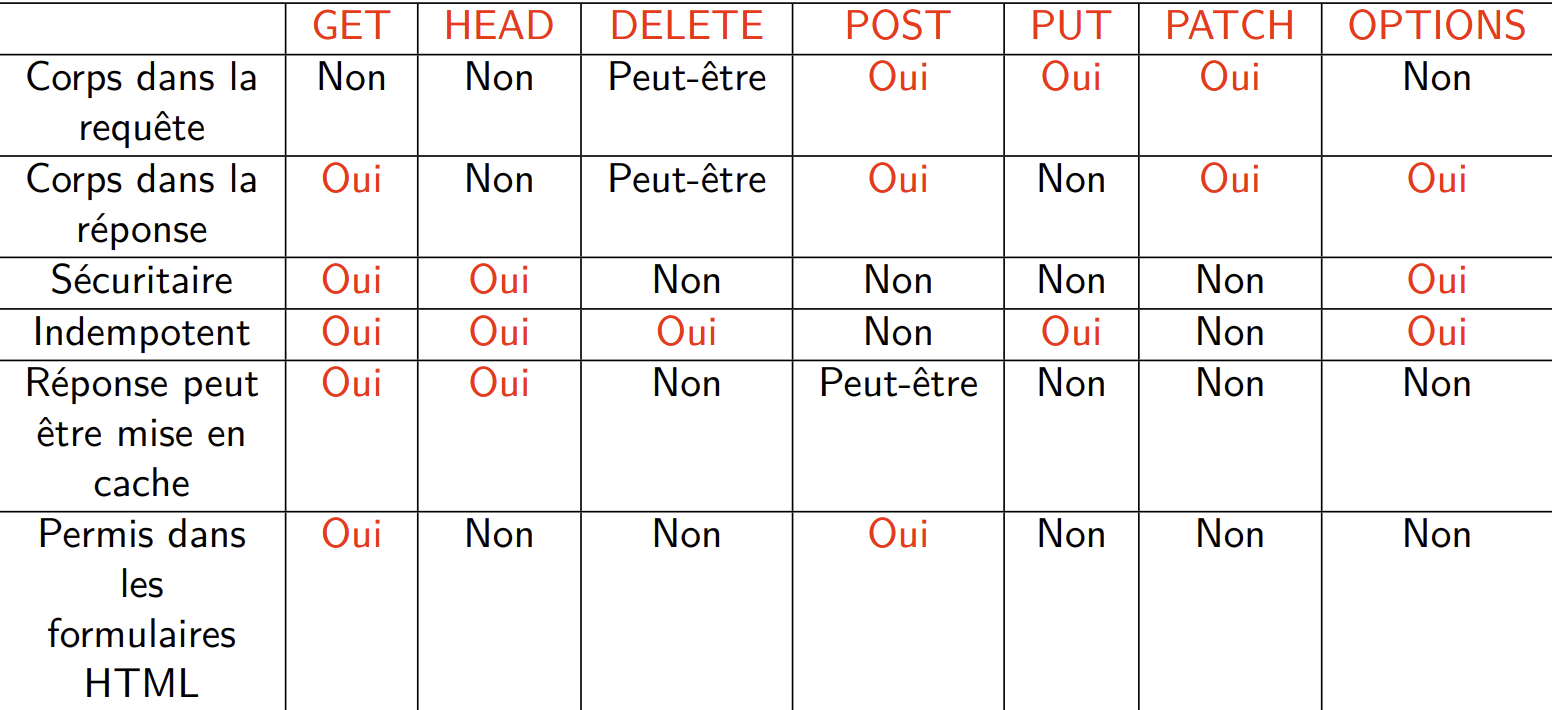 GET HEAD DELETE POST PUT PATCH OPTIONS
Corps dans la Non Non Peut-être Oui Oui Oui Non
requête
Corps dans la Oui Non Peut-être Oui Non Oui Oui
réponse
Sécuritaire Oui Oui Non Non Non Non Oui
Indempotent Oui Oui Oui Non Oui Non Oui
Réponse peut Oui Oui Non Peut-être Non Non Non
être mise en
cache
Permis dans Oui Non Non Oui Non Non Non
les
formulaires
HTML